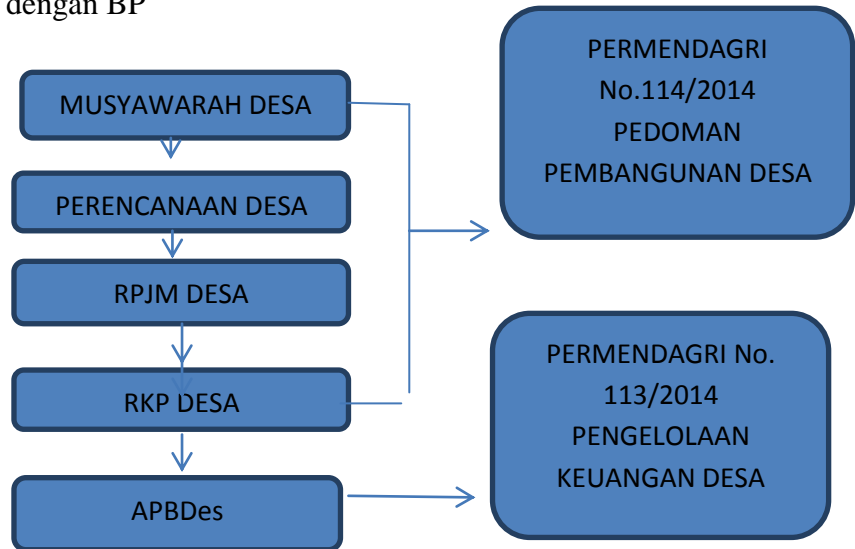 dengan BP
MUSYAWARAH DESA
PERENCANAAN DESA
RPJM DESA
RKP DESA
APBDes
PERMENDAGRI
No.114/2014
PEDOMAN
PEMBANGUNAN DESA
PERMENDAGRI No.
113/2014
PENGELOLAAN
KEUANGAN DESA